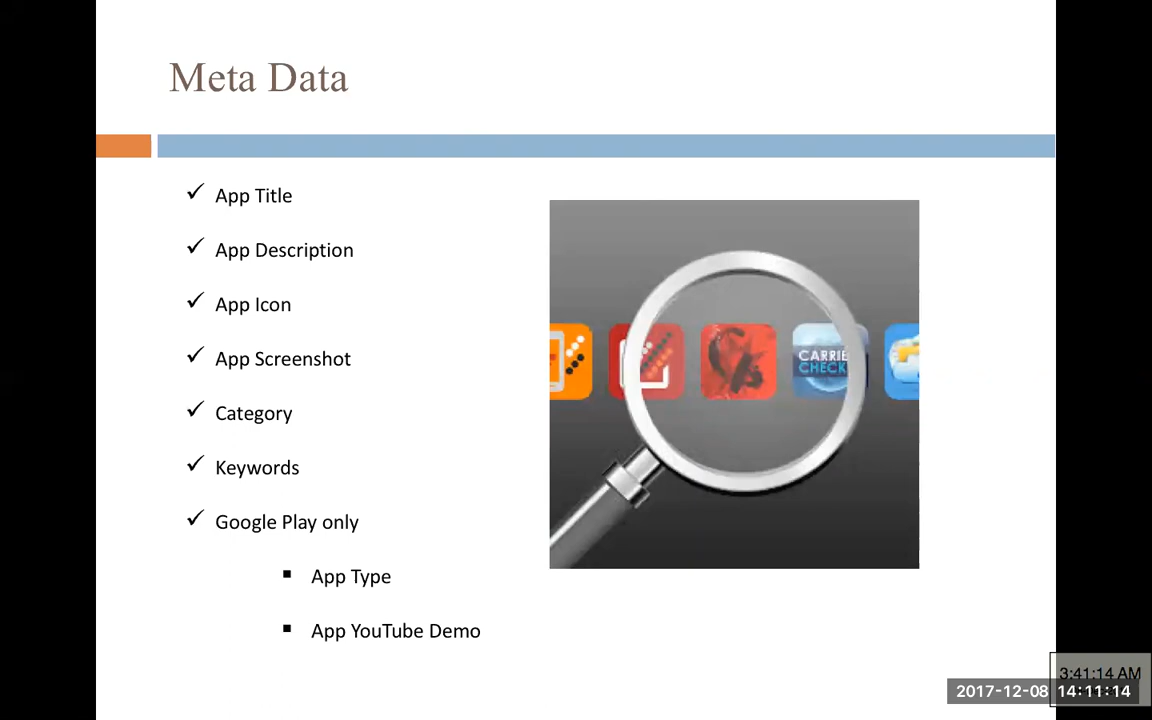 Meta Data
✓ App Title
✓ App Description
✓ App Icon
✓ App Screenshot
✓ Category
✓ Keywords
✓ Google Play only
▪ App Type
▪ App YouTube Demo
CARRIE
CHECK
3:41:14 AM
2017-12-08 14:11:14